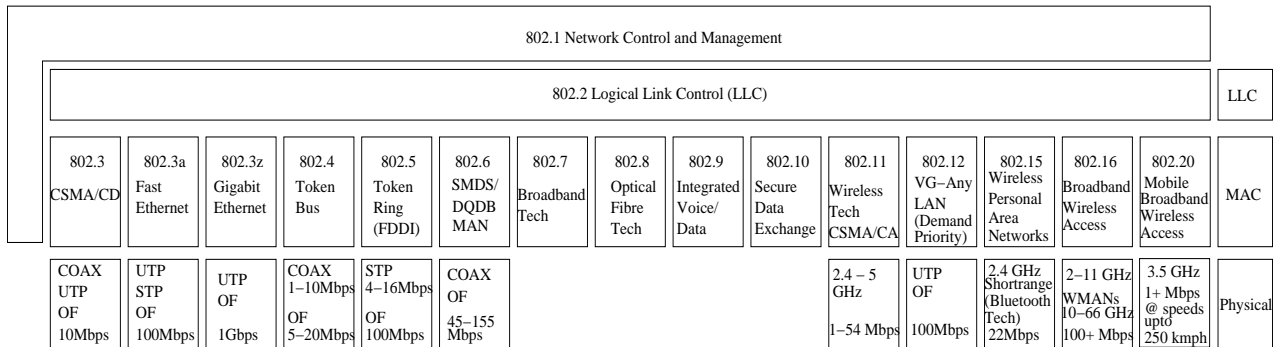 802.1 Network Control and Management
802.2 Logical Link Control (LLC)
LLC
802.3
CSMA/CD
802.3a
Fast
Ethernet
802.3z
Gigabit
Ethernet
802.4
Token
Bus
802.5
Token
Ring
(FDDI)
802.6
SMDS/
DQDB
MAN
802.7
Broadband
Tech
802.8
Optical
Fibre
Tech
802.9
Integrated
Voice/
Data
802.10
Secure
Data
Exchange
802.11
Wireless
Tech
CSMA/CA
802.12
VG–Any
LAN
(Demand
Priority)
802.15
Wireless
Personal
Area
Networks
802.16
Broadband
Wireless
Access
802.20
Mobile
Broadband
Wireless
Access
MAC
COAX
UTP
OF
10Mbps
UTP
STP
OF
100Mbps
UTP
OF
1Gbps
COAX
1–10Mbps
OF
5–20Mbps
STP
4–16Mbps
OF
100Mbps
COAX
OF
45–155
Mbps
2.4 – 5
GHz
1–54 Mbps
UTP
OF
100Mbps
2.4 GHz
Shortrange
(Bluetooth
Tech)
22Mbps
2–11 GHz
WMANs
10–66 GHz
100+ Mbps
3.5 GHz
1+ Mbps
@ speeds
upto
250 kmph
Physical